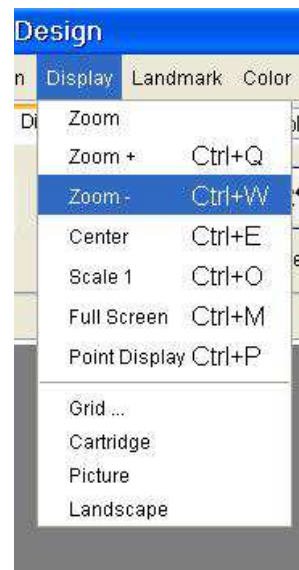 Design
Display Landmark Color
Zoom
Zoom + Ctrl+Q
Zoom - Ctrl+W
Center Ctrl+E
Scale 1 Ctrl+O
Full Screen Ctrl+M
Point Display Ctrl+P
Grid ...
Cartridge
Picture
Landscape